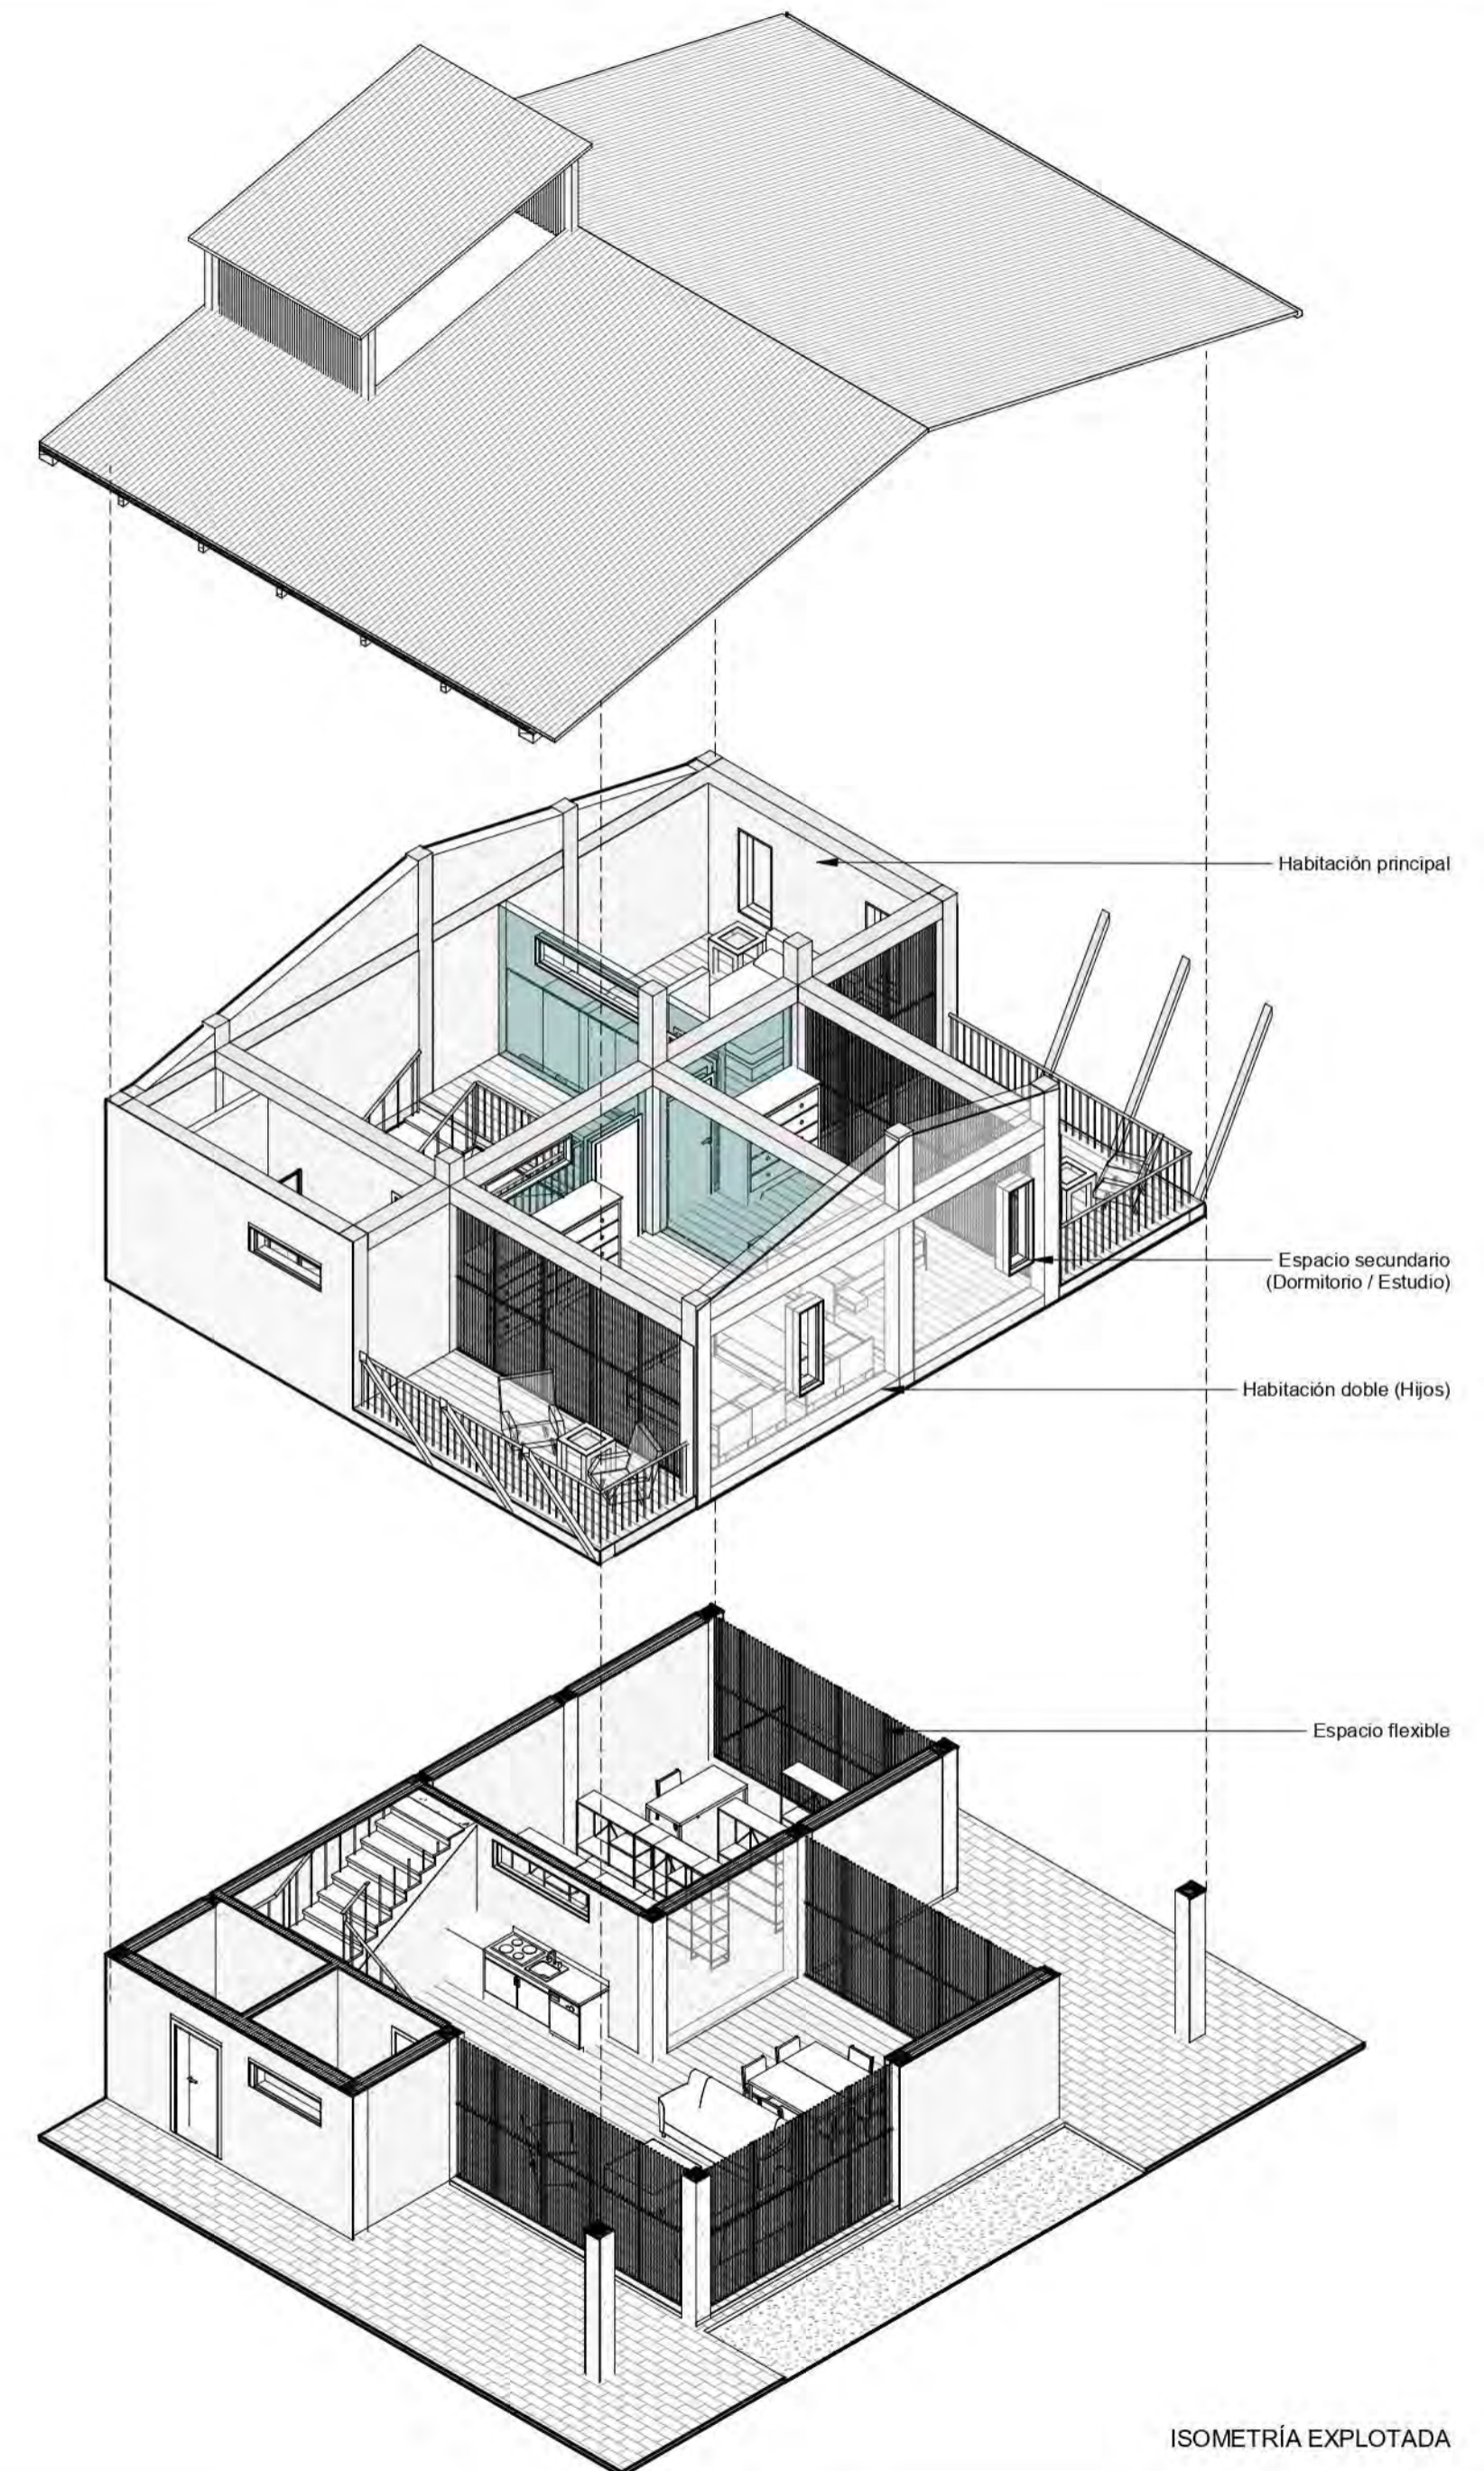 Habitación principal
Espacio secundario
(Dormitorio / Estudio)
Habitación doble (Hijos)
Espacio flexible
ISOMETRÍA EXPLOTADA